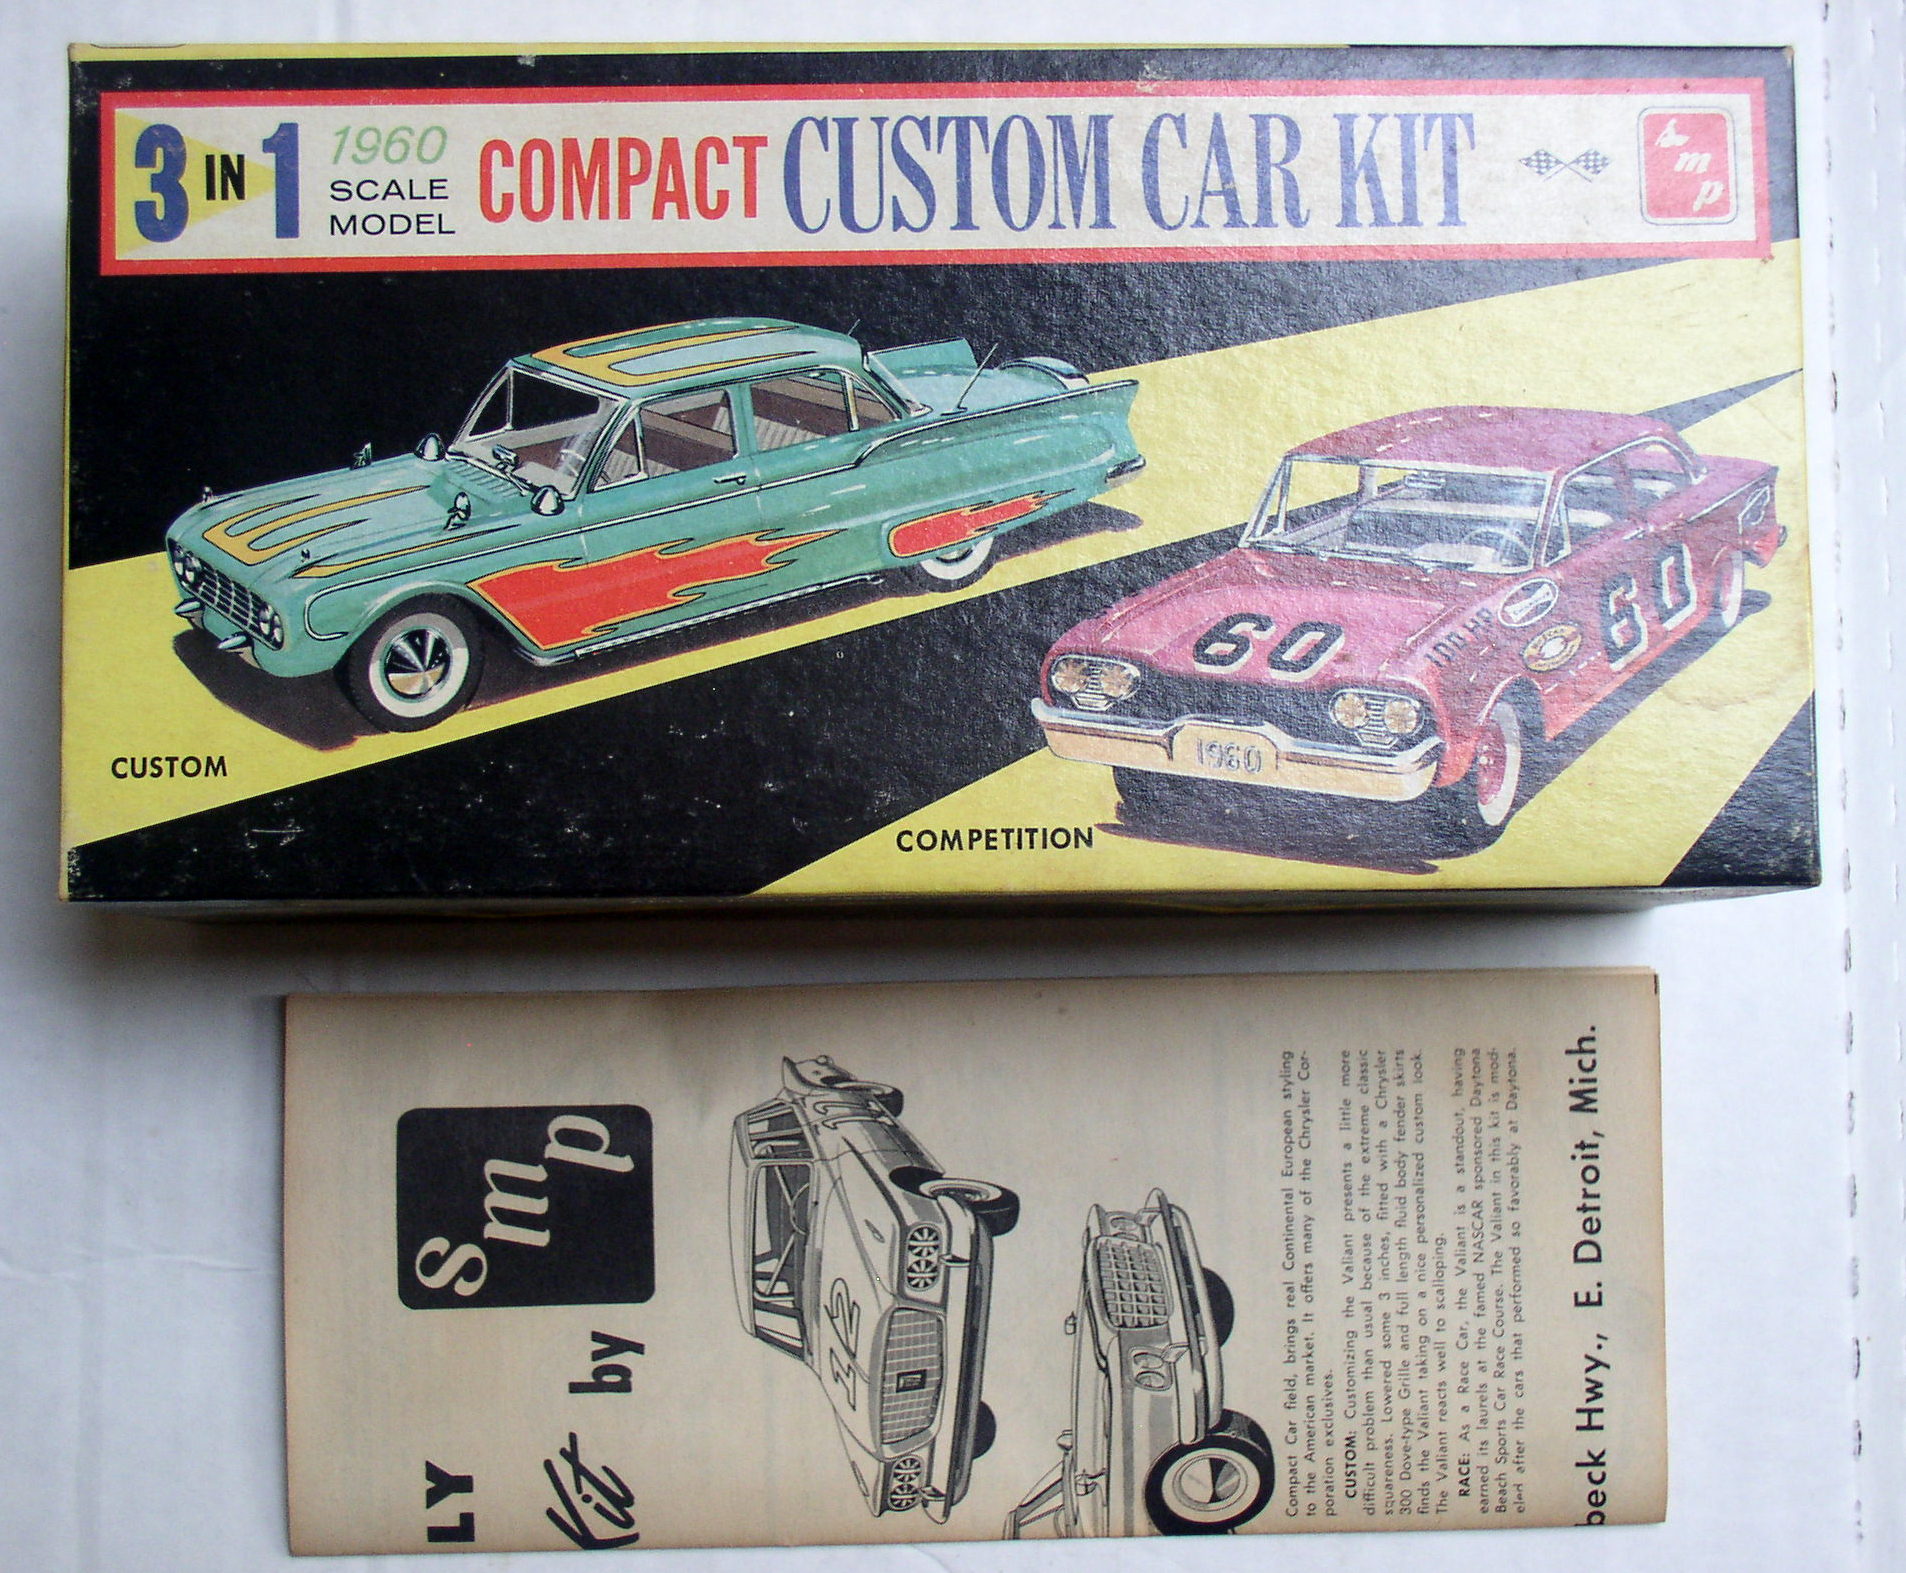 3 IN 1
1960
SCALE
MODEL
COMPACT CUSTOM CAR KIT
smp
60
100 HP
60
1960
CUSTOM
COMPETITION
LY
Kit by
smp
12
12
Compact Car field, brings real Continental European styling
to the American market. It offers many of the Chrysler Cor-
poration exclusives.
CUSTOM: Customizing the Valiant presents a little more
difficult problem than usual because of the extreme classic
squareness. Lowered some 3 inches, fitted with a Chrysler
300 Dove-type Grille and full length fluid body fender skirts
finds the Valiant taking on a nice personalized custom look.
The Valiant reacts well to scalloping.
RACE: As a Race Car, the Valiant is a standout, having
earned its laurels at the famed NASCAR sponsored Daytona
Beach Sports Car Race Course. The Valiant in this kit is mod-
eled after the cars that performed so favorably at Daytona.
beck Hwy., E. Detroit, Mich.